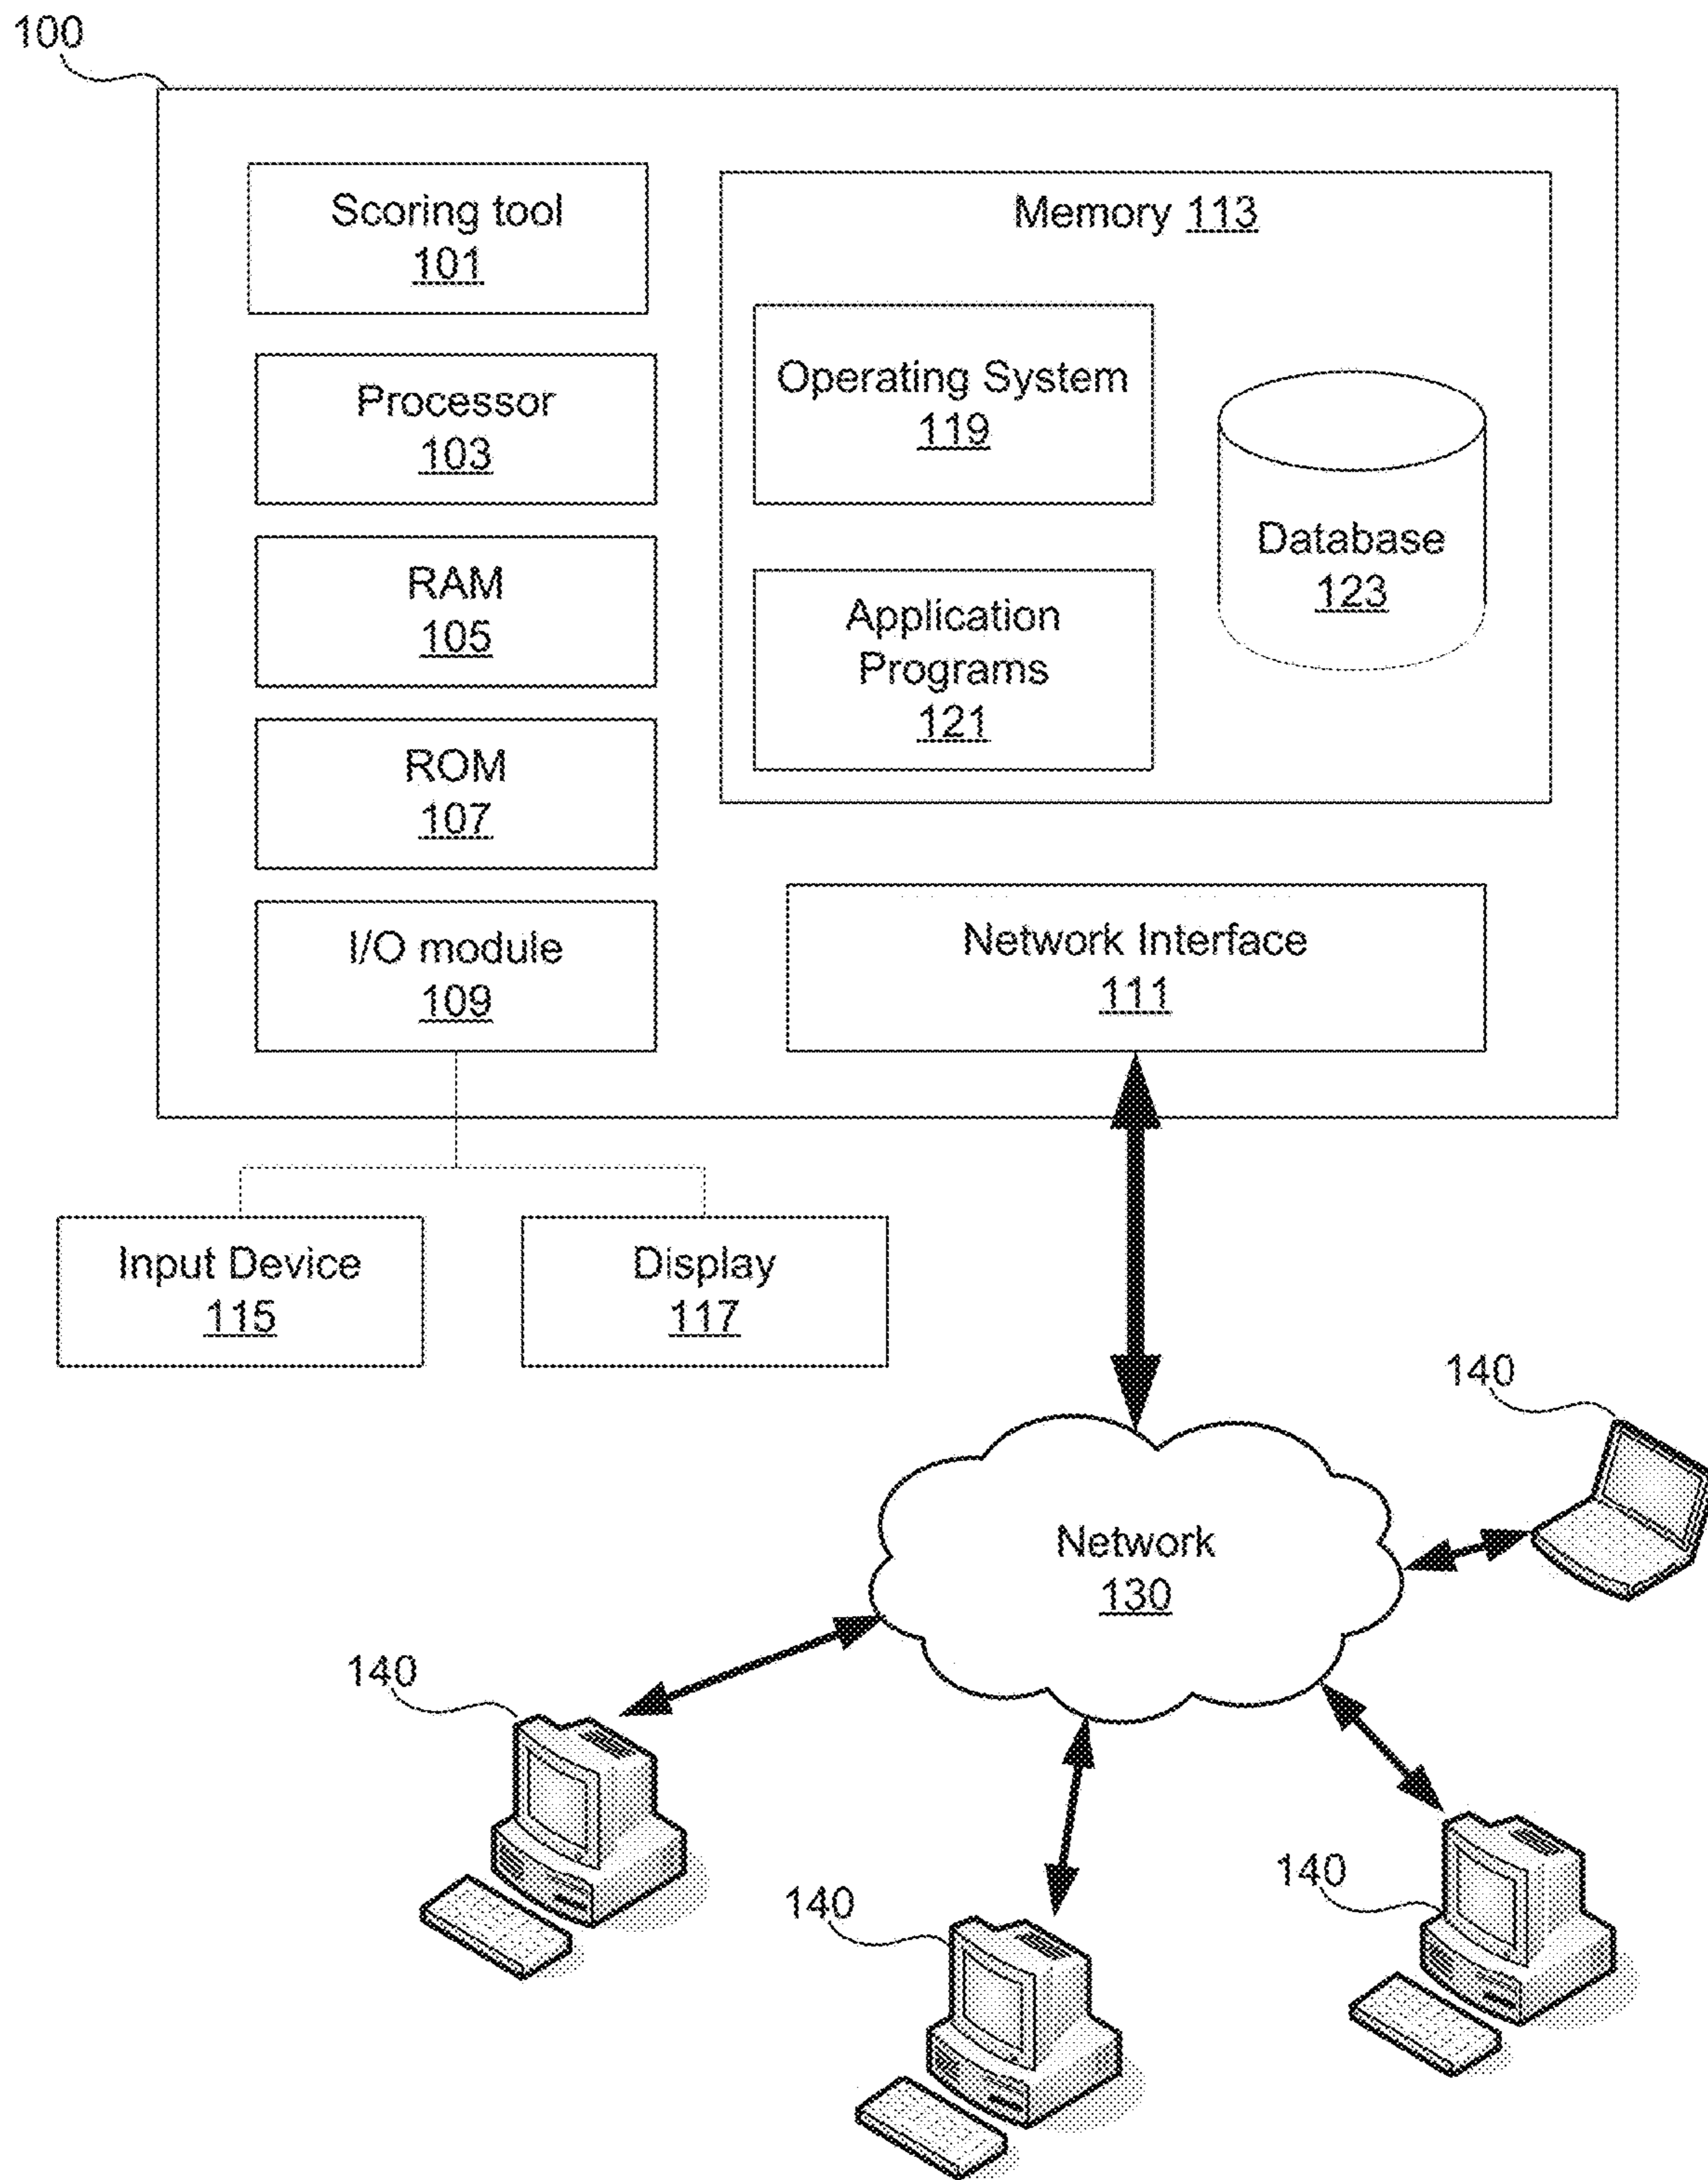 100
Scoring tool
101
Memory 113
Processor
103
Operating System
119
RAM
105
Database
123
Application
Programs
121
ROM
107
I/O module
109
Network Interface
111
Input Device
115
Display
117
140
Network
130
140
140
140